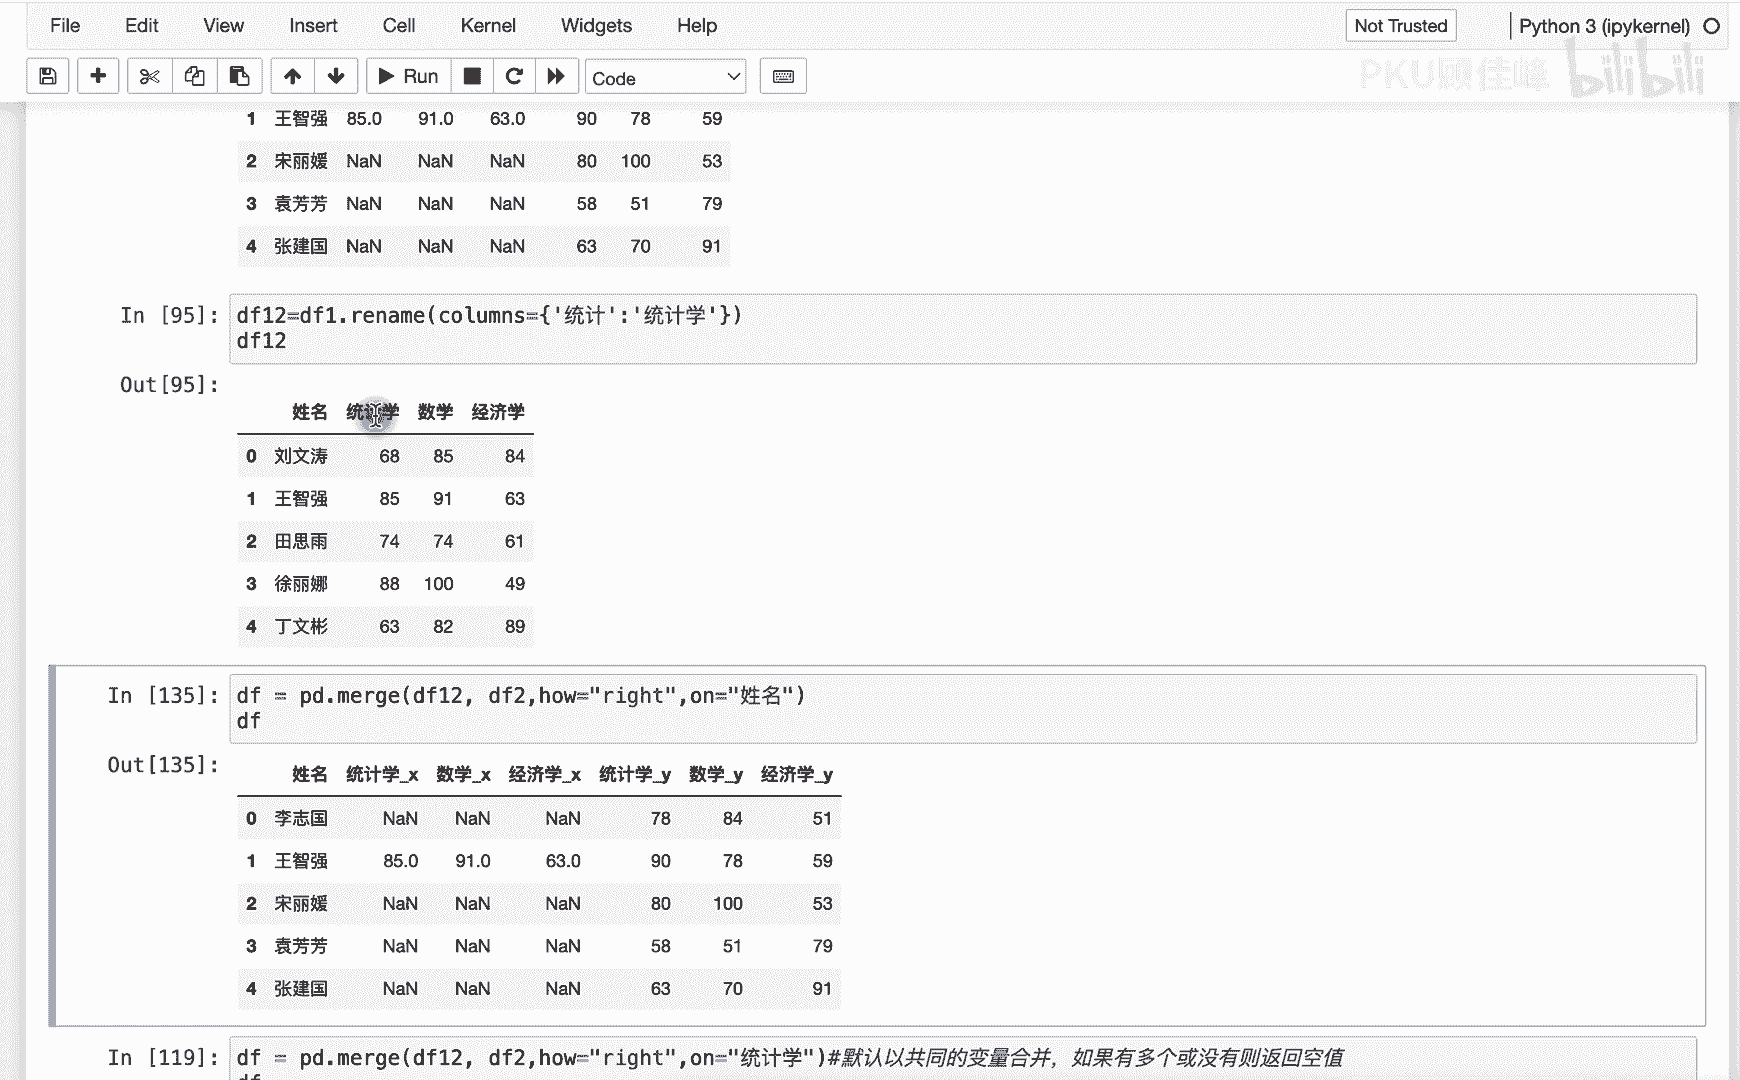 File Edit View Insert Cell Kernel Widgets Help Not Trusted Python 3 (ipykernel)
Run Code
PKU顾佳峰 bilibili
1 王智强 85.0 91.0 63.0 90 78 59
2 宋丽媛 NaN NaN NaN 80 100 53
3 袁芳芳 NaN NaN NaN 58 51 79
4 张建国 NaN NaN NaN 63 70 91
In [95]: df12=df1.rename(columns={'统计':'统计学'})
df12
Out[95]:
姓名 统计学 数学 经济学
0 刘文涛 68 85 84
1 王智强 85 91 63
2 田思雨 74 74 61
3 徐丽娜 88 100 49
4 丁文彬 63 82 89
In [135]: df = pd.merge(df12, df2,how="right",on="姓名")
df
Out[135]:
姓名 统计学_x 数学_x 经济学_x 统计学_y 数学_y 经济学_y
0 李志国 NaN NaN NaN 78 84 51
1 王智强 85.0 91.0 63.0 90 78 59
2 宋丽媛 NaN NaN NaN 80 100 53
3 袁芳芳 NaN NaN NaN 58 51 79
4 张建国 NaN NaN NaN 63 70 91
In [119]: df = pd.merge(df12, df2,how="right",on="统计学")#默认以共同的变量合并，如果有多个或没有则返回空值